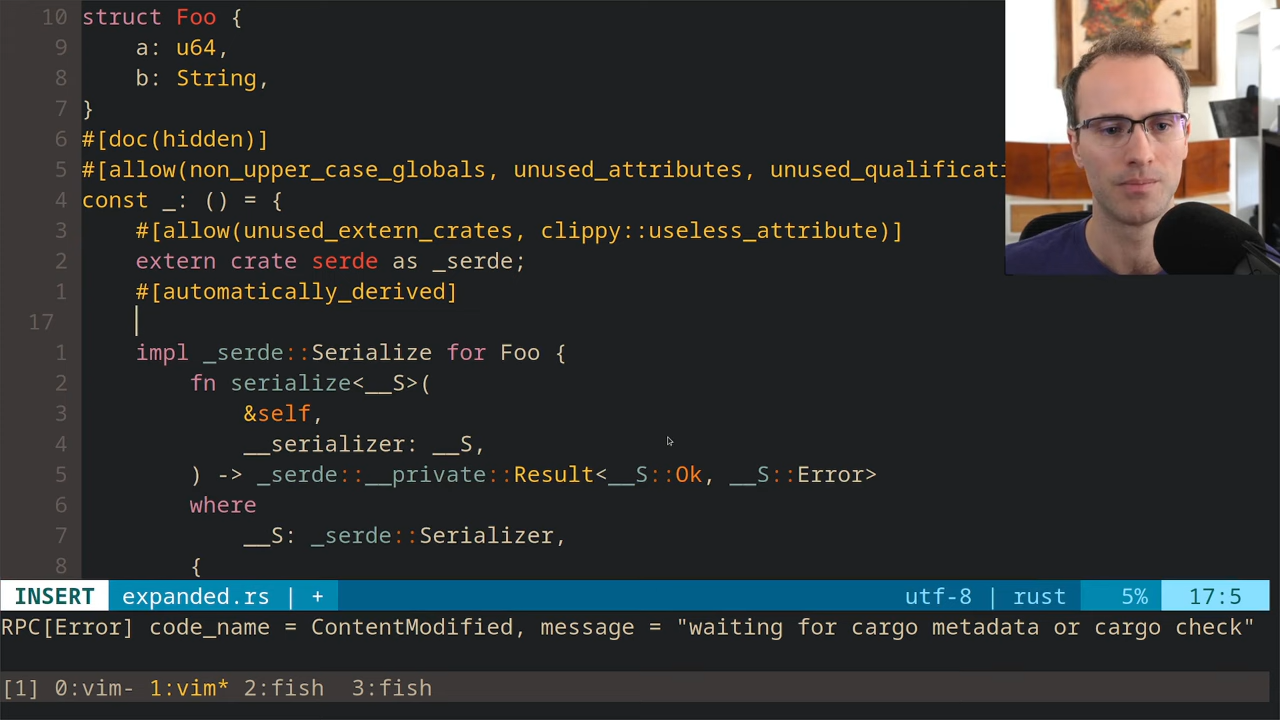 10 struct Foo {
9 a: u64,
8 b: String,
7 }
6 #[doc(hidden)]
5 #[allow(non_upper_case_globals, unused_attributes, unused_qualificati
4 const _: () = {
3 #[allow(unused_extern_crates, clippy::useless_attribute)]
2 extern crate serde as _serde;
1 #[automatically_derived]
17
1 impl _serde::Serialize for Foo {
2 fn serialize<__S>(
3 &self,
4 __serializer: __S,
5 ) -> _serde::__private::Result<__S::Ok, __S::Error>
6 where
7 __S: _serde::Serializer,
8 {
INSERT expanded.rs | + utf-8 | rust 5% 17:5
RPC[Error] code_name = ContentModified, message = "waiting for cargo metadata or cargo check"
[1] 0:vim- 1:vim* 2:fish 3:fish